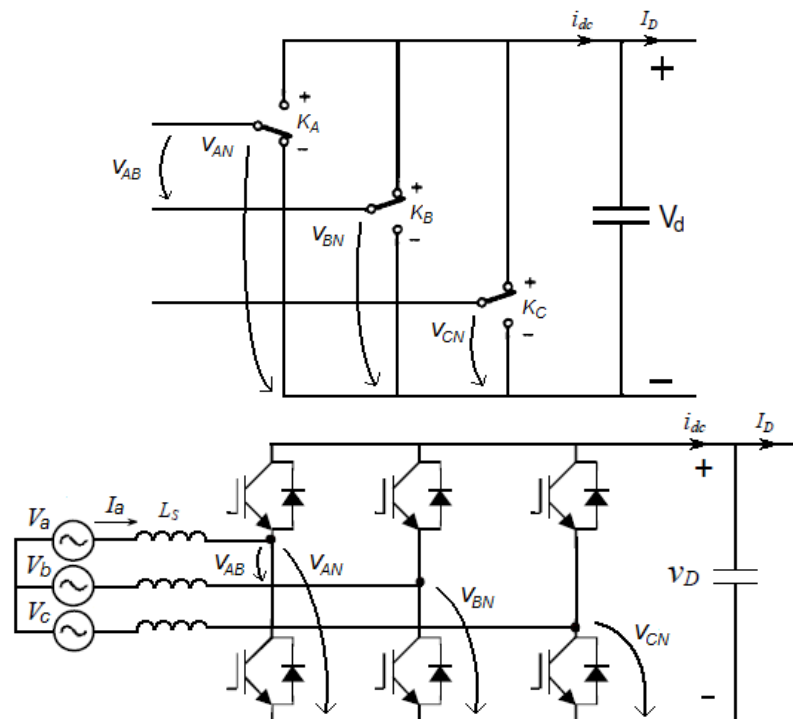 i_dc I_D
+
+
K_A
V_AN
−
V_AB
+
K_B
V_d
V_BN
−
+
K_C
V_CN
−
−
i_dc I_D
+
V_a I_a L_S
V_AB V_AN
V_b
V_BN
v_D
V_c
V_CN
-